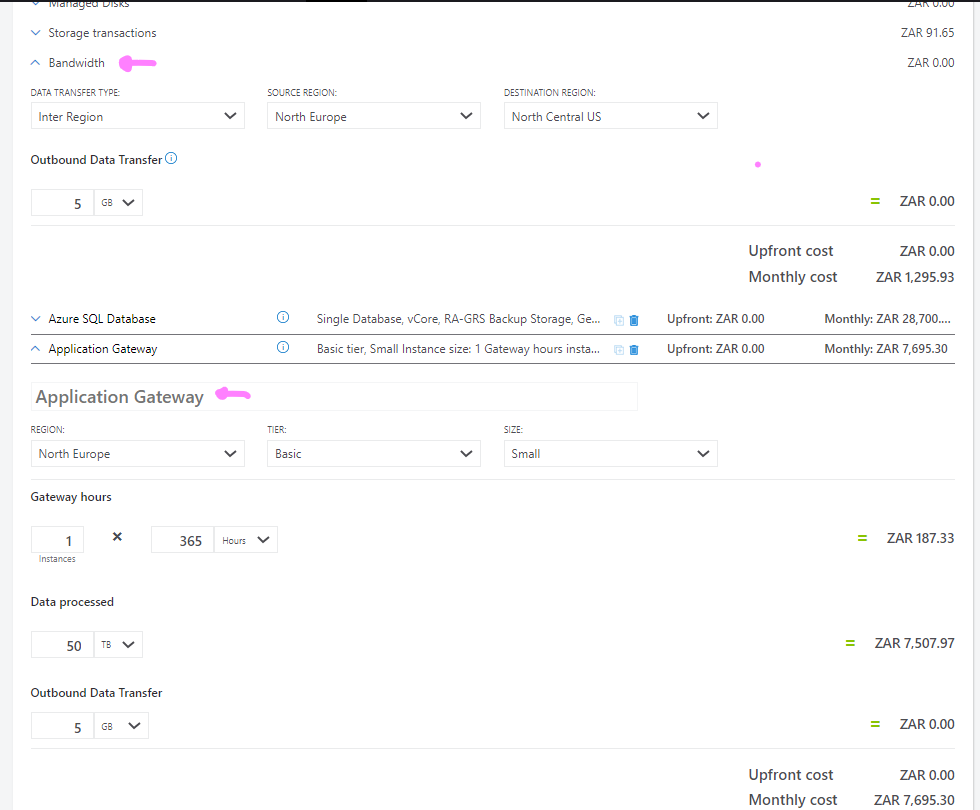 Managed Disks ZAR 0.00
Storage transactions ZAR 91.65
Bandwidth ZAR 0.00
DATA TRANSFER TYPE: SOURCE REGION: DESTINATION REGION:
Inter Region North Europe North Central US
Outbound Data Transfer
5 GB = ZAR 0.00
Upfront cost ZAR 0.00
Monthly cost ZAR 1,295.93
Azure SQL Database Single Database, vCore, RA-GRS Backup Storage, Ge... Upfront: ZAR 0.00 Monthly: ZAR 28,700....
Application Gateway Basic tier, Small Instance size: 1 Gateway hours insta... Upfront: ZAR 0.00 Monthly: ZAR 7,695.30
Application Gateway
REGION: TIER: SIZE:
North Europe Basic Small
Gateway hours
1 × 365 Hours = ZAR 187.33
Instances
Data processed
50 TB = ZAR 7,507.97
Outbound Data Transfer
5 GB = ZAR 0.00
Upfront cost ZAR 0.00
Monthly cost ZAR 7,695.30